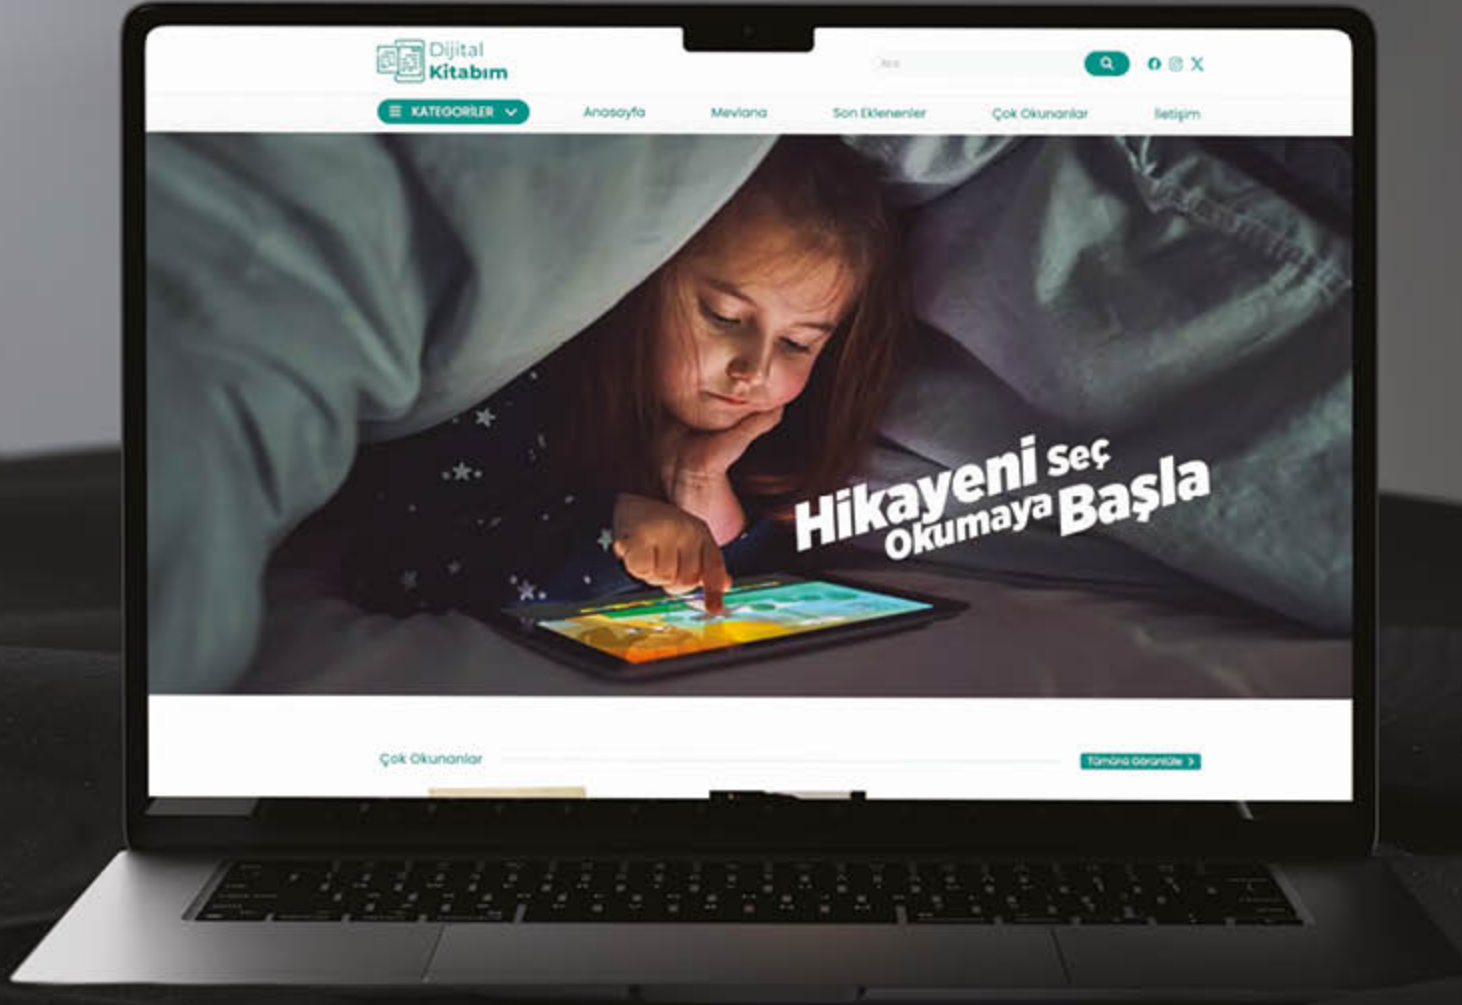 Dijital
Kitabım
Ara
KATEGORİLER
Anasayfa
Mevlana
Son Eklenenler
Çok Okunanlar
İletişim
Hikayeni seç
Okumaya Başla
Çok Okunanlar
Tümünü Görüntüle